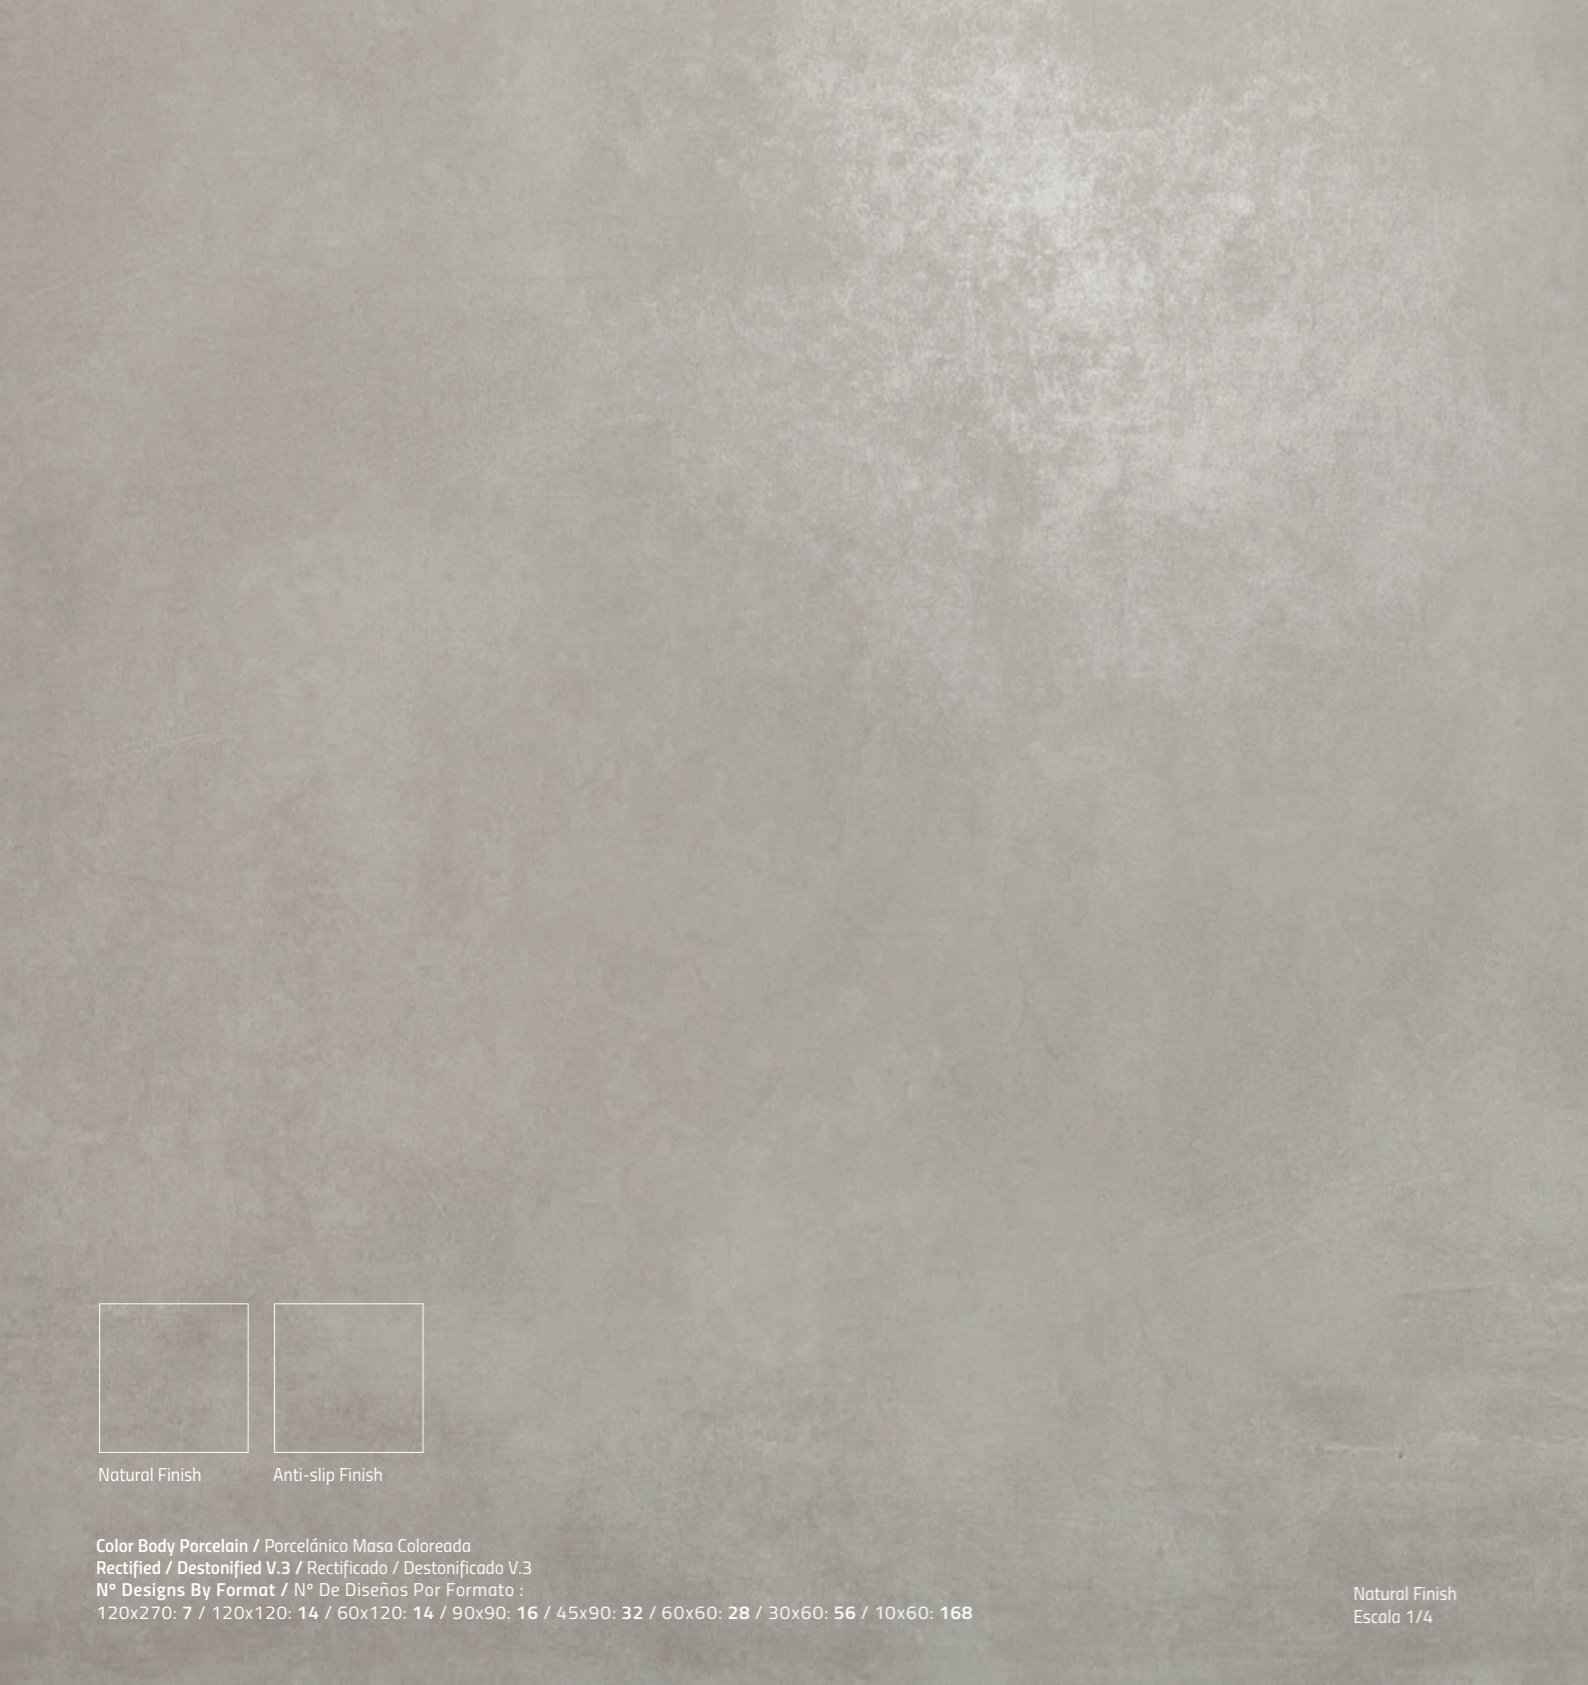 Natural Finish
Anti-slip Finish
Color Body Porcelain / Porcelánico Masa Coloreada
Rectified / Destonified V.3 / Rectificado / Destonificado V.3
Nº Designs By Format / Nº De Diseños Por Formato :
120x270: 7 / 120x120: 14 / 60x120: 14 / 90x90: 16 / 45x90: 32 / 60x60: 28 / 30x60: 56 / 10x60: 168
Natural Finish
Escala 1/4